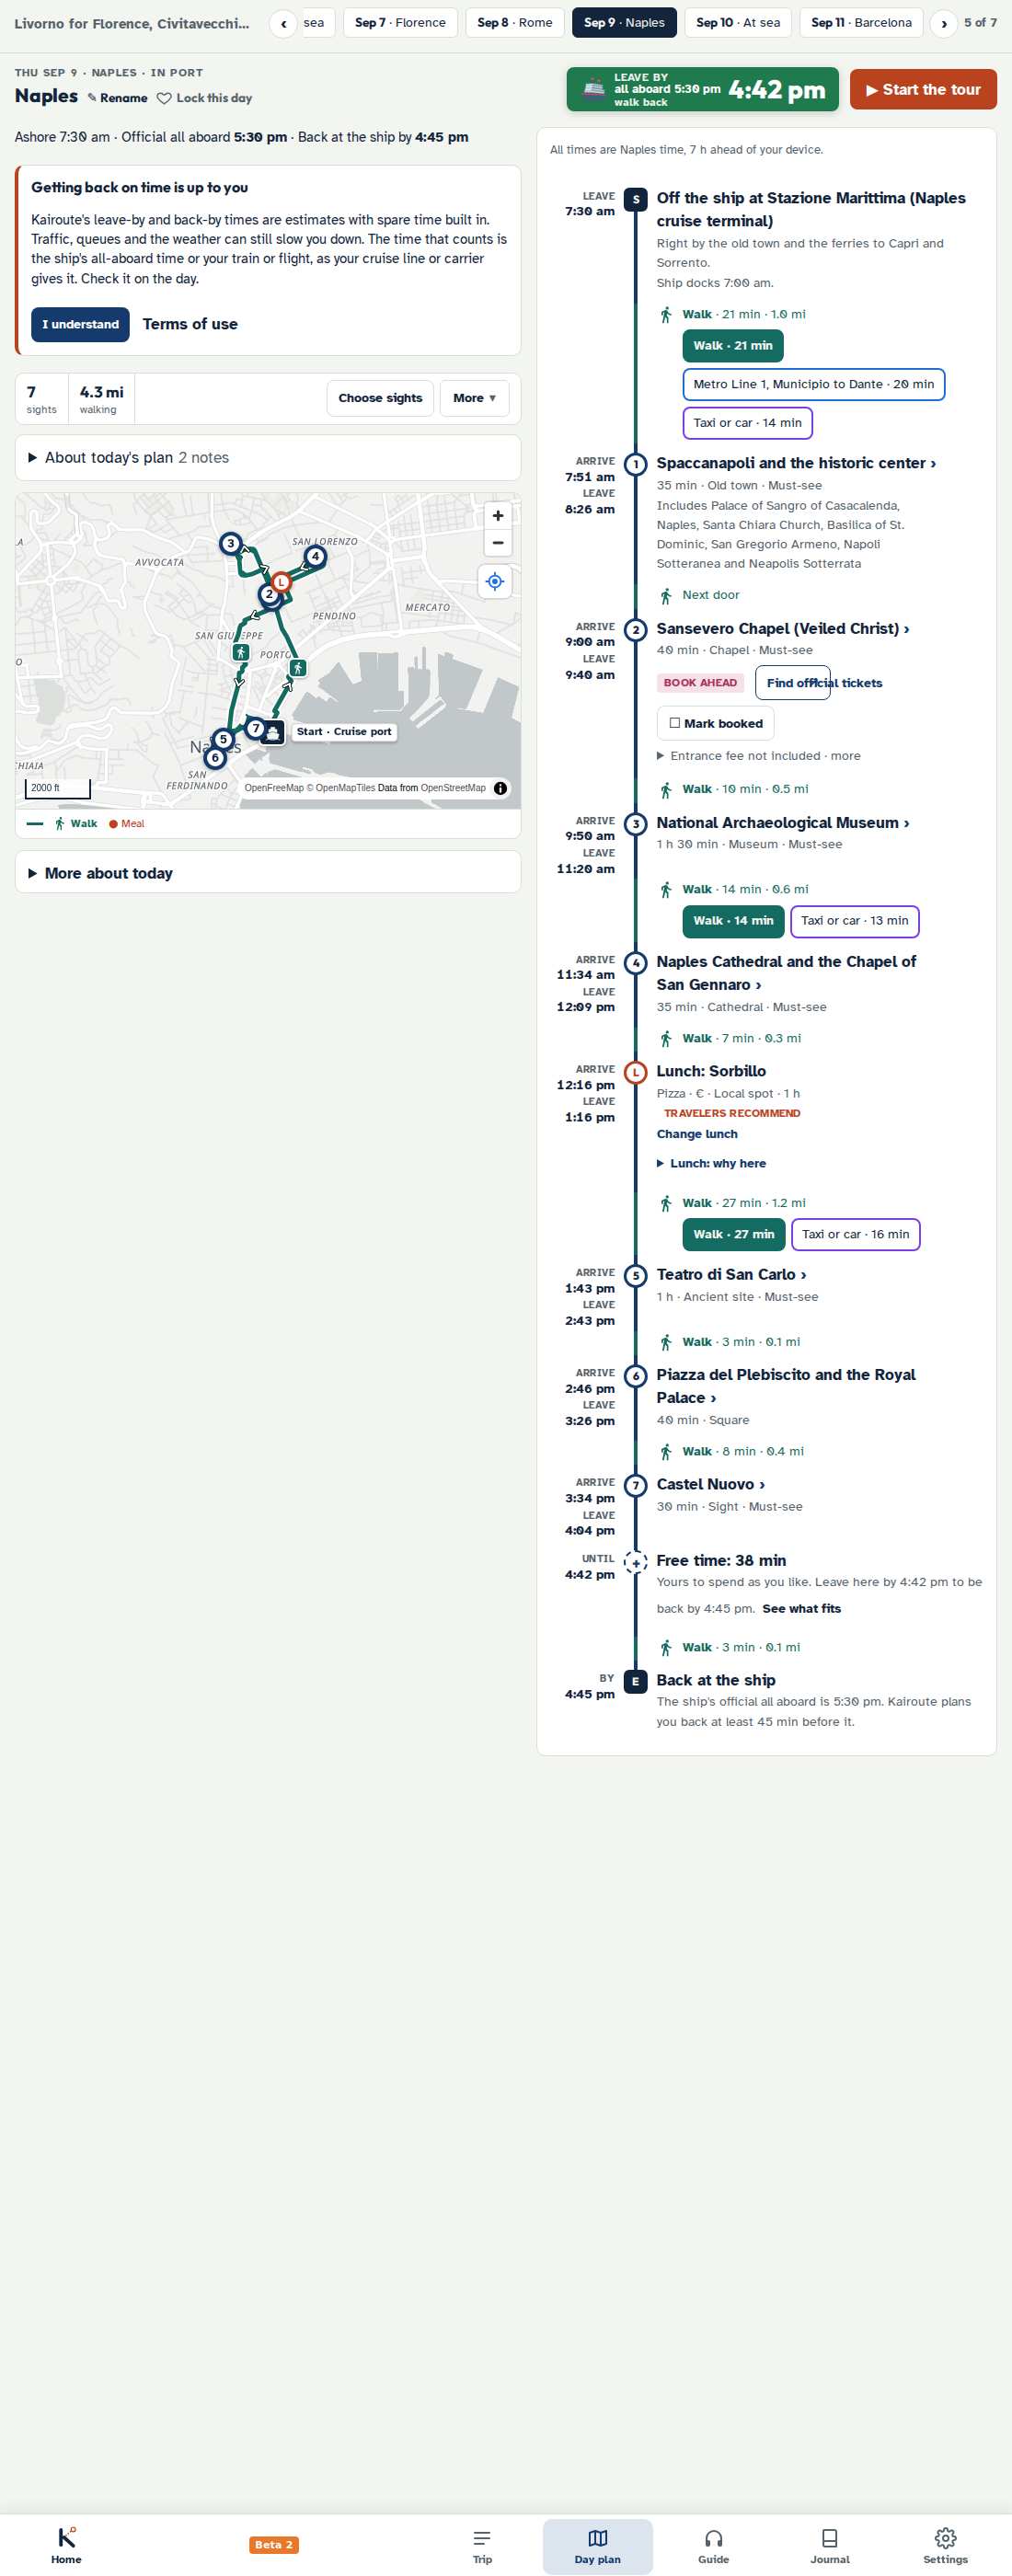 Livorno for Florence, Civitavecchi...
‹
sea
Sep 7 · Florence
Sep 8 · Rome
Sep 9 · Naples
Sep 10 · At sea
Sep 11 · Barcelona
›
5 of 7
THU SEP 9 · NAPLES · IN PORT
Naples
✎ Rename
Lock this day
LEAVE BY
all aboard 5:30 pm
walk back
4:42 pm
▶ Start the tour
Ashore 7:30 am · Official all aboard 5:30 pm · Back at the ship by 4:45 pm
Getting back on time is up to you
Kairoute's leave-by and back-by times are estimates with spare time built in.
Traffic, queues and the weather can still slow you down. The time that counts is
the ship's all-aboard time or your train or flight, as your cruise line or carrier
gives it. Check it on the day.
I understand
Terms of use
7
sights
4.3 mi
walking
Choose sights
More ▼
▶ About today's plan 2 notes
AVVOCATA
SAN LORENZO
MERCATO
PENDINO
SAN GIUSEPPE
PORTO
CHIAIA
SAN
FERDINANDO
3
4
L
2
5
6
7
+
−
Start · Cruise port
2000 ft
OpenFreeMap © OpenMapTiles Data from OpenStreetMap
Walk
Meal
▶ More about today
All times are Naples time, 7 h ahead of your device.
LEAVE
7:30 am
S
Off the ship at Stazione Marittima (Naples
cruise terminal)
Right by the old town and the ferries to Capri and
Sorrento.
Ship docks 7:00 am.
Walk · 21 min · 1.0 mi
Walk · 21 min
Metro Line 1, Municipio to Dante · 20 min
Taxi or car · 14 min
ARRIVE
7:51 am
LEAVE
8:26 am
1
Spaccanapoli and the historic center ›
35 min · Old town · Must-see
Includes Palace of Sangro of Casacalenda,
Naples, Santa Chiara Church, Basilica of St.
Dominic, San Gregorio Armeno, Napoli
Sotteranea and Neapolis Sotterrata
Next door
ARRIVE
9:00 am
LEAVE
9:40 am
2
Sansevero Chapel (Veiled Christ) ›
40 min · Chapel · Must-see
BOOK AHEAD
Find official tickets
☐ Mark booked
▶ Entrance fee not included · more
Walk · 10 min · 0.5 mi
ARRIVE
9:50 am
LEAVE
11:20 am
3
National Archaeological Museum ›
1 h 30 min · Museum · Must-see
Walk · 14 min · 0.6 mi
Walk · 14 min
Taxi or car · 13 min
ARRIVE
11:34 am
LEAVE
12:09 pm
4
Naples Cathedral and the Chapel of
San Gennaro ›
35 min · Cathedral · Must-see
Walk · 7 min · 0.3 mi
ARRIVE
12:16 pm
LEAVE
1:16 pm
L
Lunch: Sorbillo
Pizza · € · Local spot · 1 h
TRAVELERS RECOMMEND
Change lunch
▶ Lunch: why here
Walk · 27 min · 1.2 mi
Walk · 27 min
Taxi or car · 16 min
ARRIVE
1:43 pm
LEAVE
2:43 pm
5
Teatro di San Carlo ›
1 h · Ancient site · Must-see
Walk · 3 min · 0.1 mi
ARRIVE
2:46 pm
LEAVE
3:26 pm
6
Piazza del Plebiscito and the Royal
Palace ›
40 min · Square
Walk · 8 min · 0.4 mi
ARRIVE
3:34 pm
LEAVE
4:04 pm
7
Castel Nuovo ›
30 min · Sight · Must-see
UNTIL
4:42 pm
+
Free time: 38 min
Yours to spend as you like. Leave here by 4:42 pm to be
back by 4:45 pm. See what fits
Walk · 3 min · 0.1 mi
BY
4:45 pm
E
Back at the ship
The ship's official all aboard is 5:30 pm. Kairoute plans
you back at least 45 min before it.
Home
Beta 2
Trip
Day plan
Guide
Journal
Settings